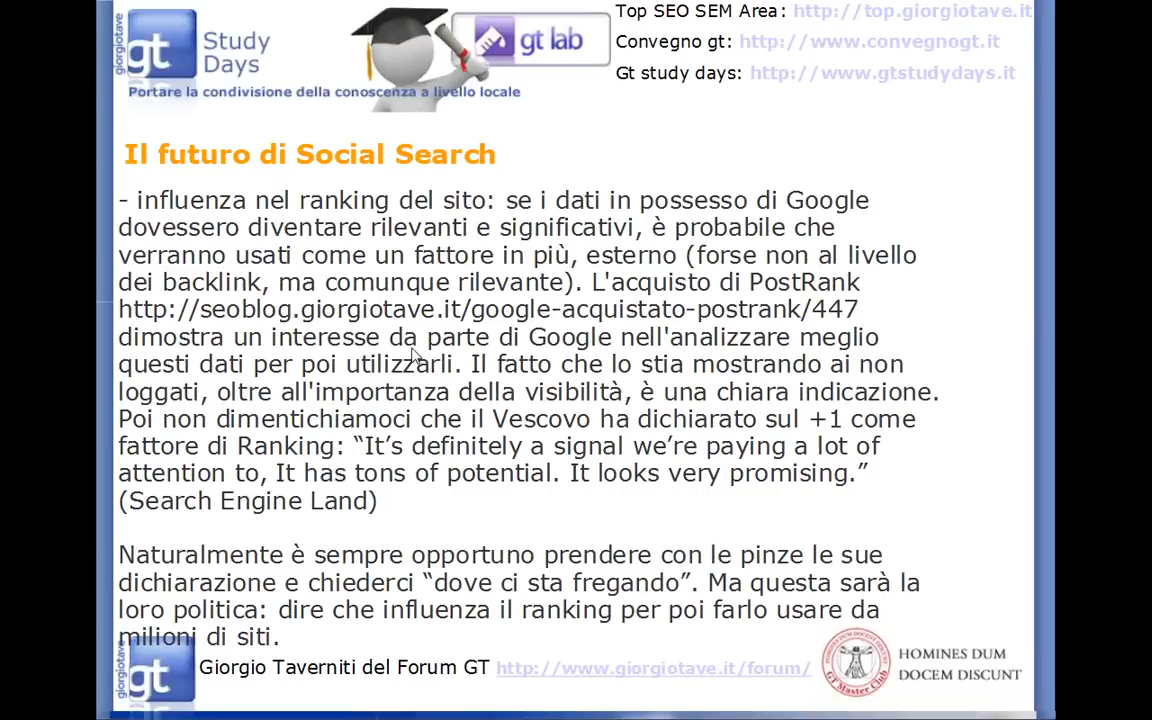 giorgiotave
gt
Study
Days
Portare la condivisione della conoscenza a livello locale
gt lab
Top SEO SEM Area: http://top.giorgiotave.it
Convegno gt: http://www.convegnogt.it
Gt study days: http://www.gtstudydays.it
Il futuro di Social Search
- influenza nel ranking del sito: se i dati in possesso di Google
dovessero diventare rilevanti e significativi, è probabile che
verranno usati come un fattore in più, esterno (forse non al livello
dei backlink, ma comunque rilevante). L'acquisto di PostRank
http://seoblog.giorgiotave.it/google-acquistato-postrank/447
dimostra un interesse da parte di Google nell'analizzare meglio
questi dati per poi utilizzarli. Il fatto che lo stia mostrando ai non
loggati, oltre all'importanza della visibilità, è una chiara indicazione.
Poi non dimentichiamoci che il Vescovo ha dichiarato sul +1 come
fattore di Ranking: “It’s definitely a signal we’re paying a lot of
attention to, It has tons of potential. It looks very promising.”
(Search Engine Land)
Naturalmente è sempre opportuno prendere con le pinze le sue
dichiarazione e chiederci “dove ci sta fregando”. Ma questa sarà la
loro politica: dire che influenza il ranking per poi farlo usare da
milioni di siti.
giorgiotave
gt
Giorgio Taverniti del Forum GT http://www.giorgiotave.it/forum/
HOMINES DUM DOCENT DISCUNT
GT Master Club
HOMINES DUM
DOCEM DISCUNT